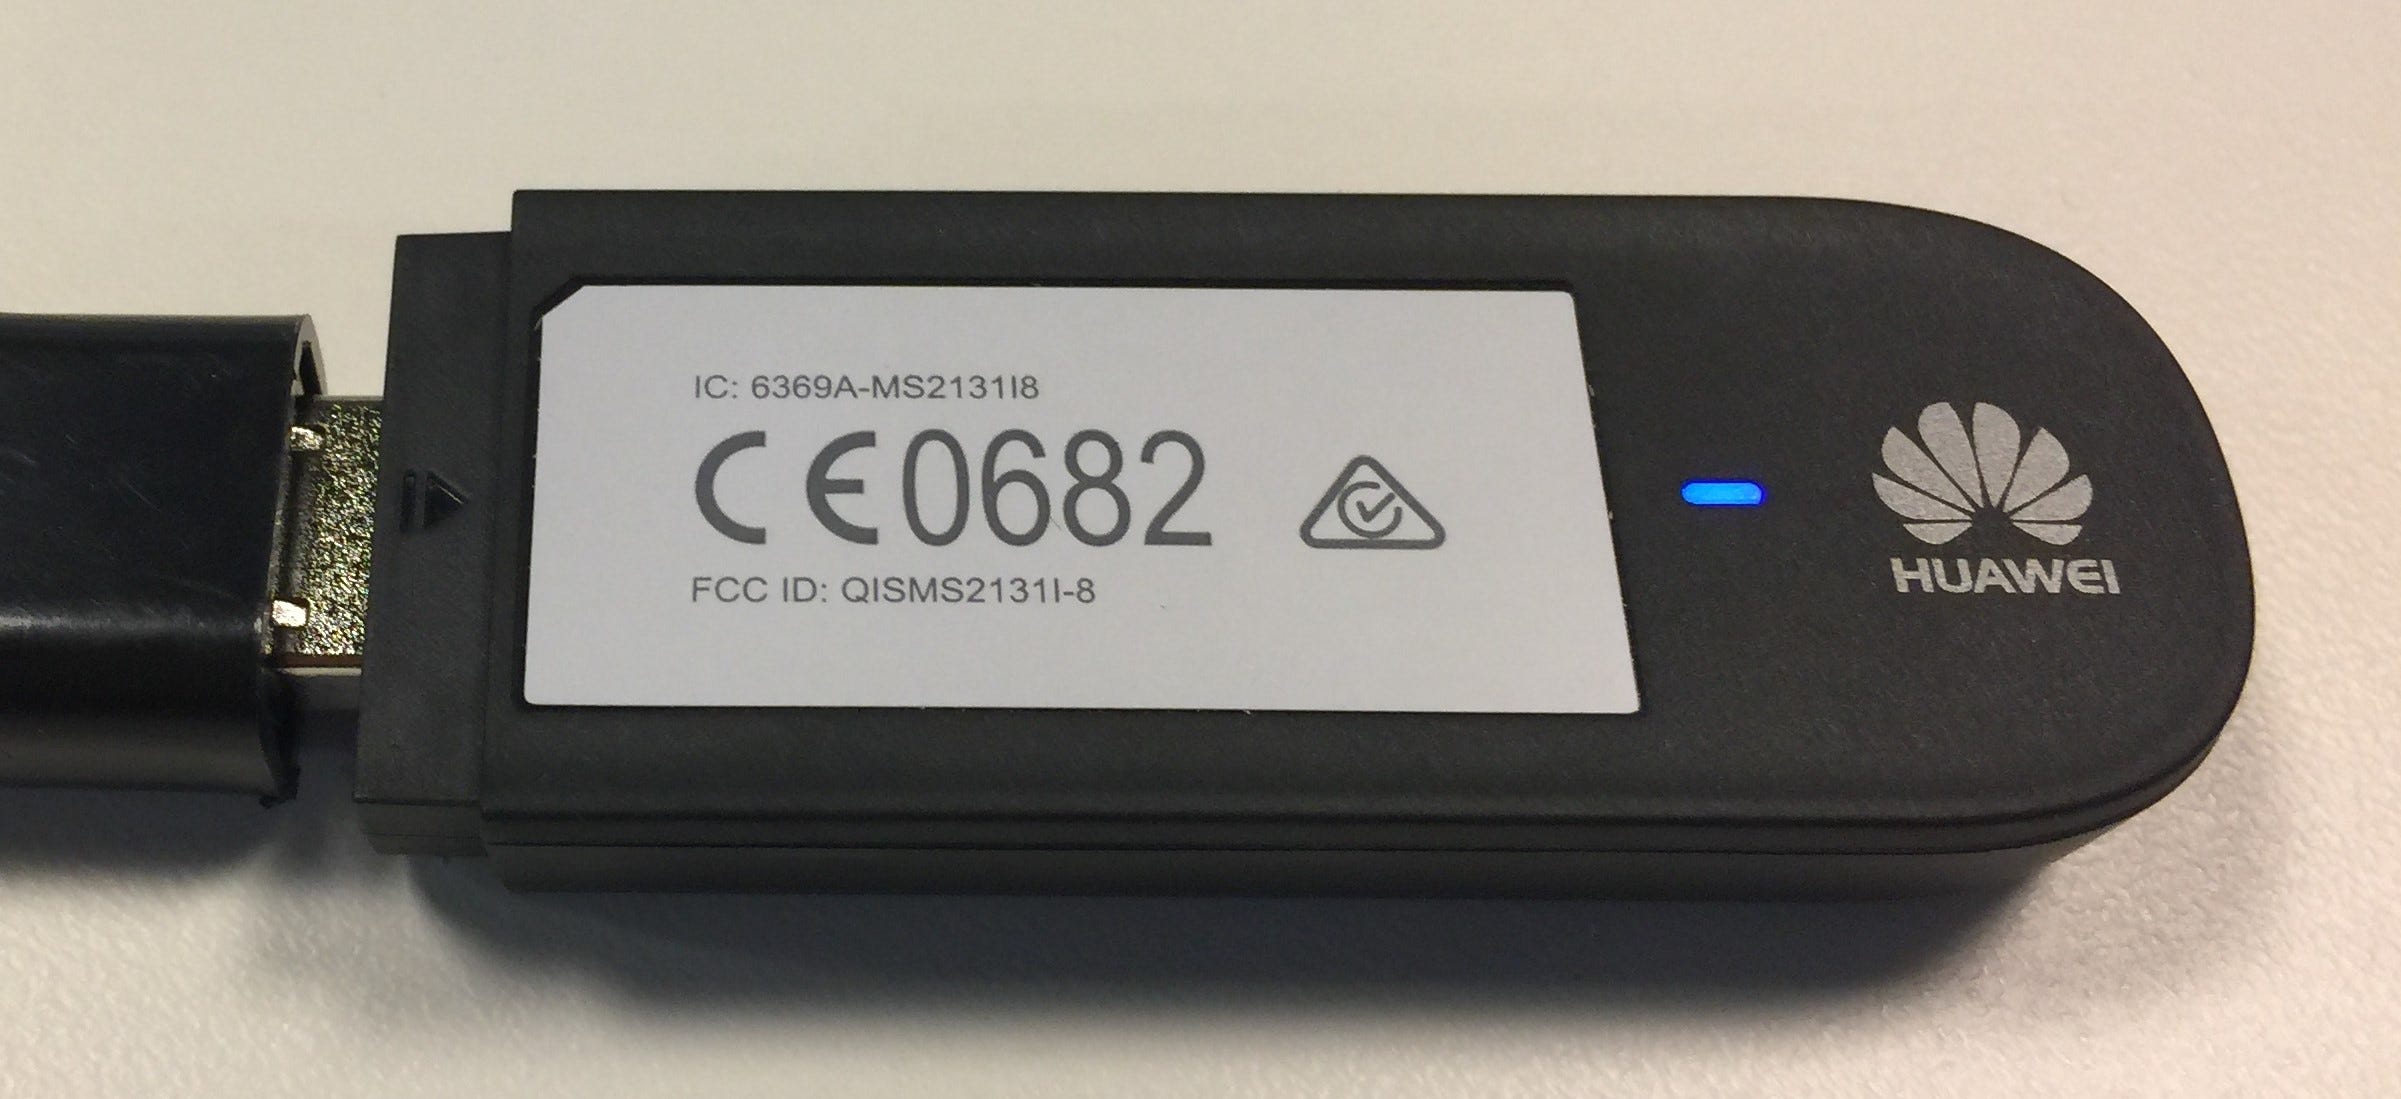 IC: 6369A-MS2131I8
CE0682
FCC ID: QISMS2131I-8
HUAWEI